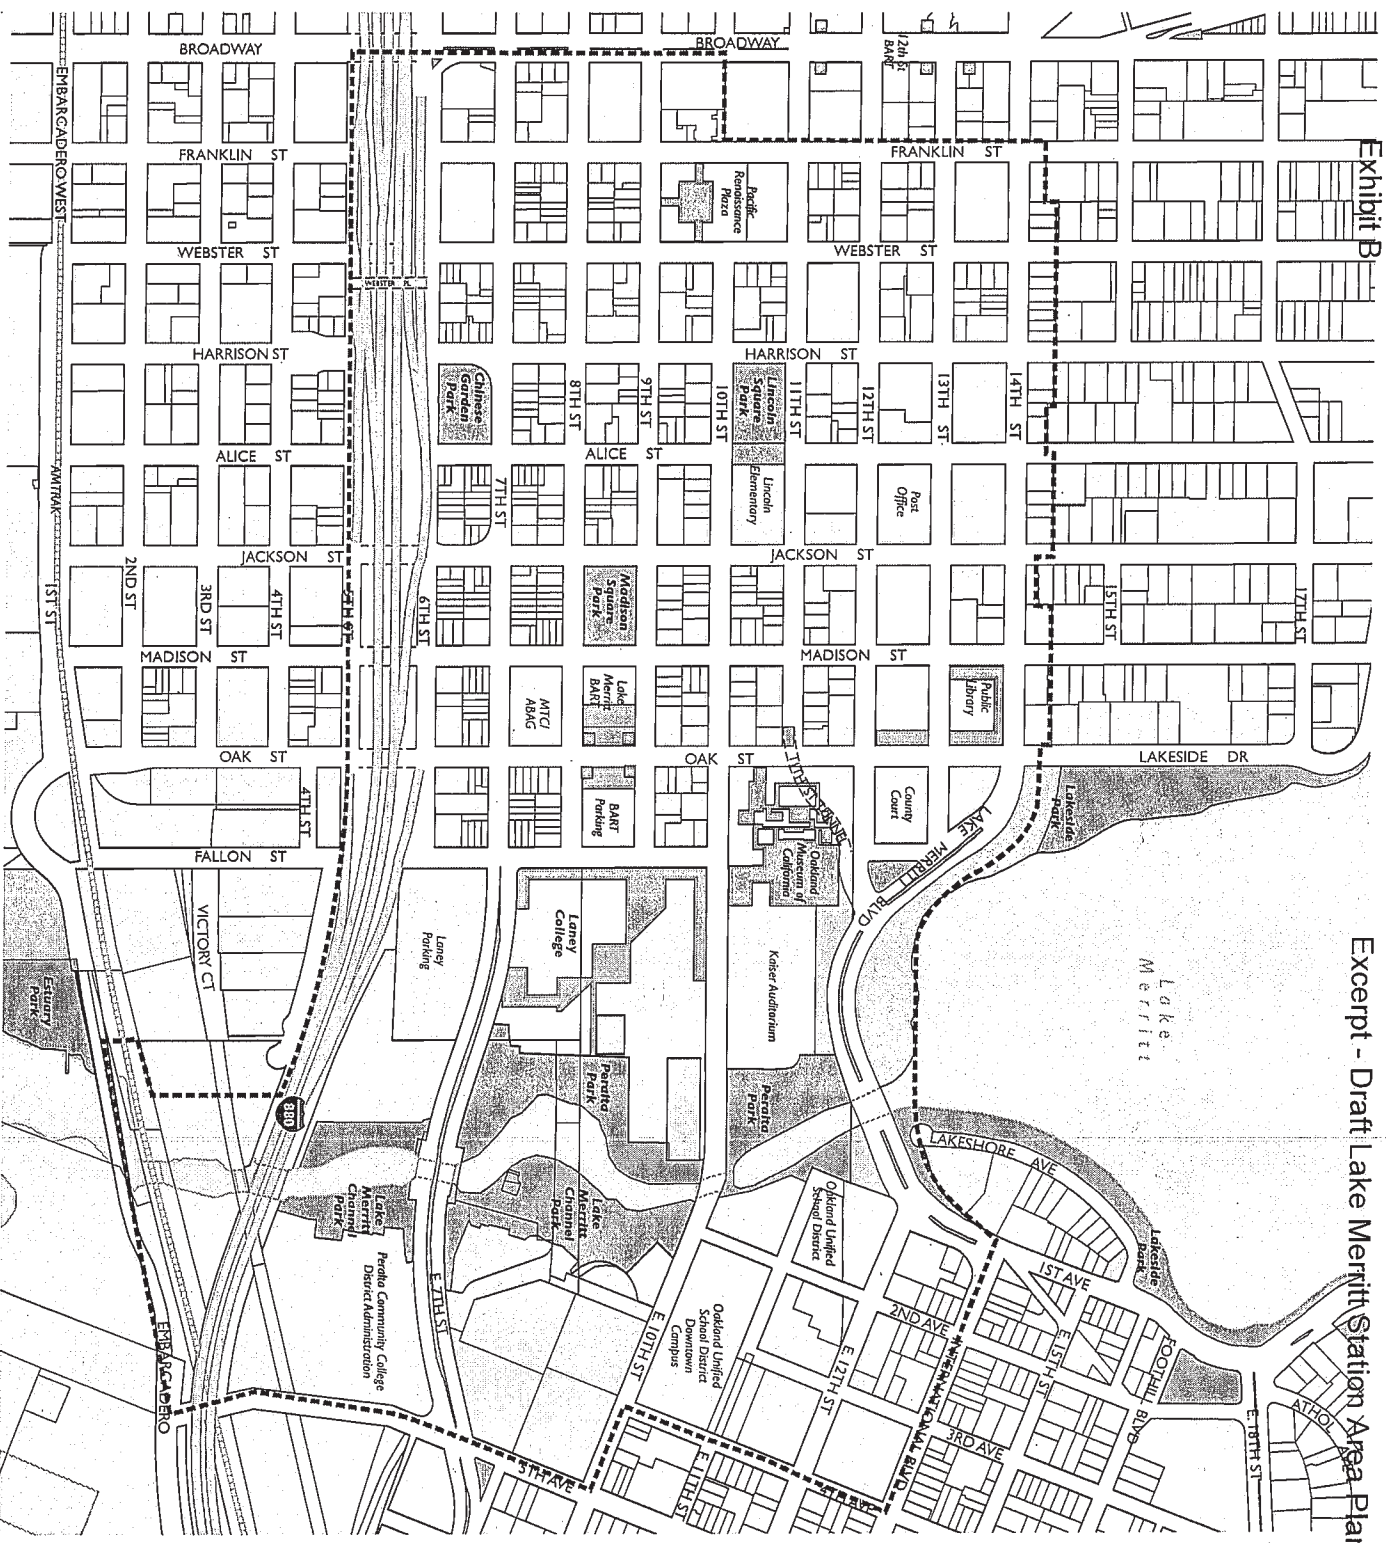 Exhibit B
Excerpt - Draft Lake Merritt Station Area Plan
BROADWAY
BROADWAY
12th St
BART
EMBARCADERO WEST
FRANKLIN ST
FRANKLIN ST
Pacific
Renaissance
Plaza
WEBSTER ST
WEBSTER ST
WEBSTER PL
HARRISON ST
HARRISON ST
Chinese
Garden
Park
8TH ST
9TH ST
10TH ST
Lincoln
Square
Park
11TH ST
12TH ST
13TH ST
14TH ST
ALICE ST
ALICE ST
AMTRAK
7TH ST
Lincoln
Elementary
Post
Office
JACKSON ST
JACKSON ST
1ST ST
2ND ST
3RD ST
4TH ST
5TH ST
6TH ST
Madison
Square
Park
15TH ST
17TH ST
MADISON ST
MADISON ST
MTC/
ABAG
Lake
Merritt
BART
Public
Library
OAK ST
OAK ST
LAKESIDE DR
4TH ST
BART
Parking
11TH ST TUNNEL
County
Court
LAKE MERRITT BLVD
Lakeside
Park
FALLON ST
Oakland
Museum of
California
VICTORY CT
Laney
Parking
Laney
College
Kaiser Auditorium
Lake
Merritt
Estuary
Park
880
Peralta
Park
Peralta
Park
LAKESHORE AVE
Lake
Merritt
Channel
Park
Lake
Merritt
Channel
Park
Oakland Unified
School District
Lakeside
Park
Peralta Community College
District Administration
E 7TH ST
E. 10TH ST
Oakland Unified
School District
Downtown
Campus
E. 12TH ST
1ST AVE
2ND AVE
INTERNATIONAL BLVD
E. 15TH ST
FOOTHILL BLVD
3RD AVE
E. 18TH ST
ATHOL AVE
EMBARCADERO
5TH AVE
E. 11TH ST
4TH AVE